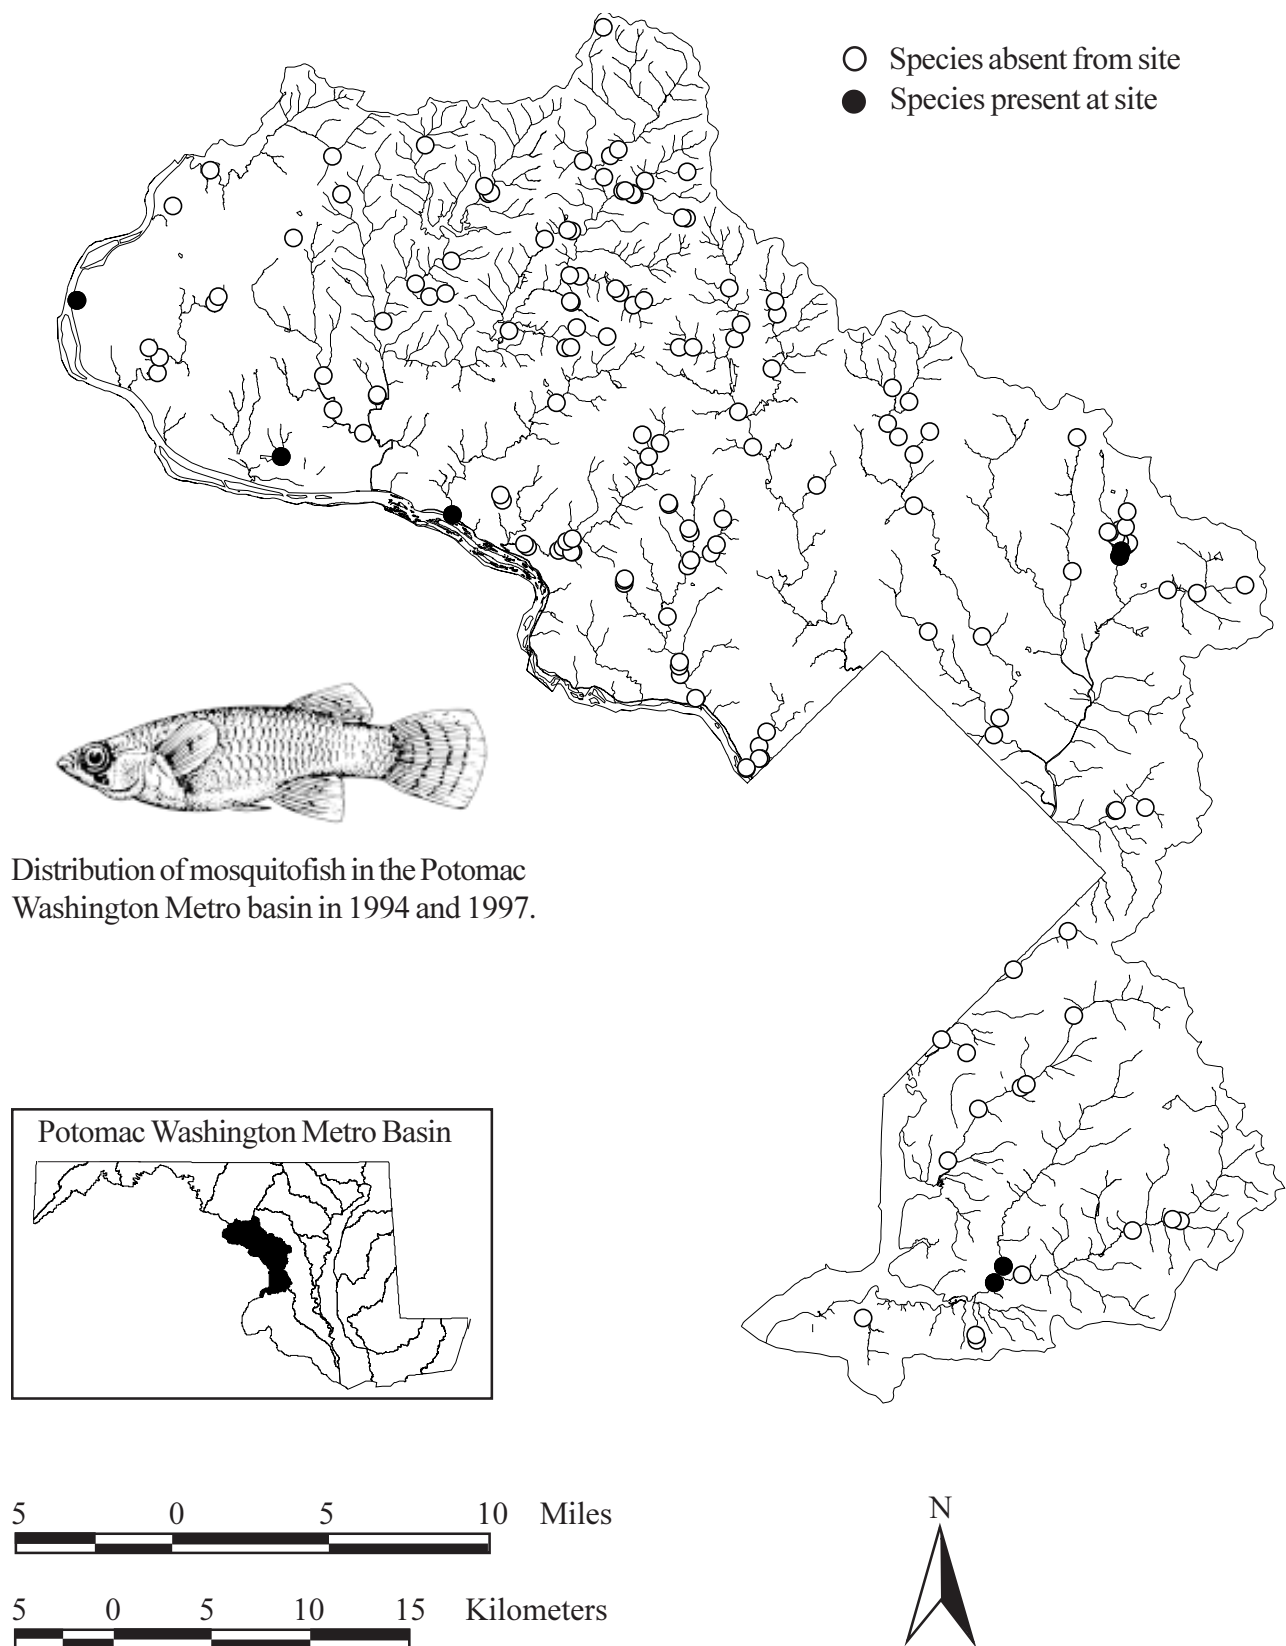 Species absent from site
Species present at site
Distribution of mosquitofish in the Potomac
Washington Metro basin in 1994 and 1997.
Potomac Washington Metro Basin
5 0 5 10 Miles
N
5 0 5 10 15 Kilometers